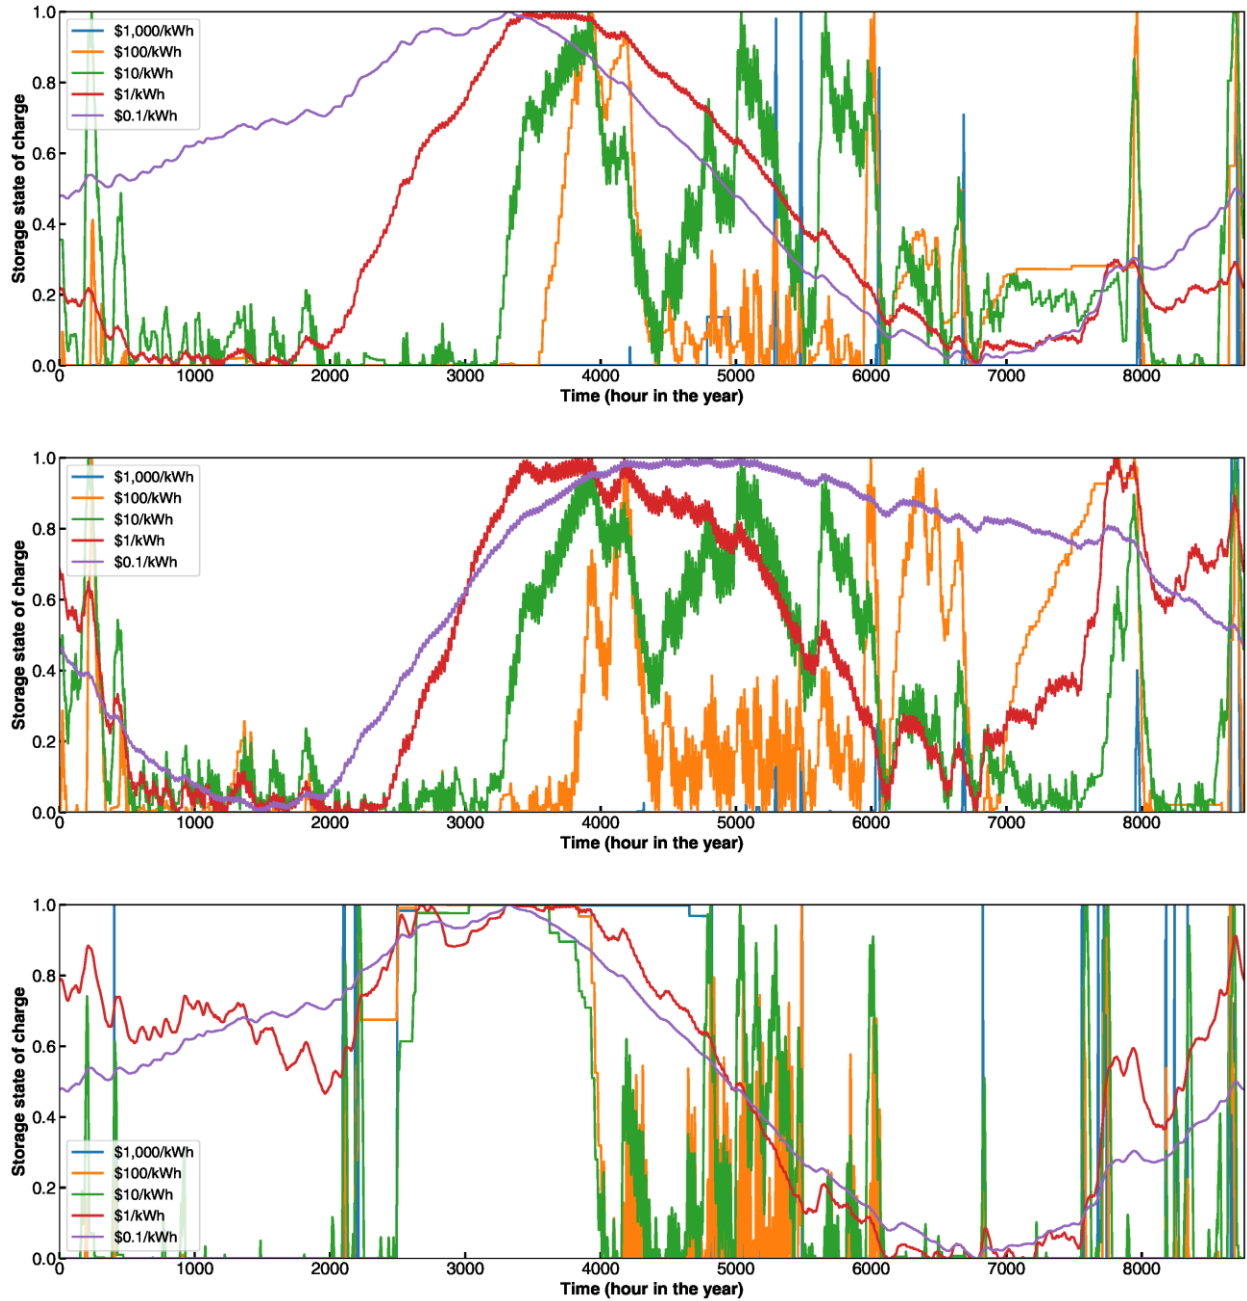 1.0
0.8
0.6
0.4
0.2
0.0
Storage state of charge
$1,000/kWh
$100/kWh
$10/kWh
$1/kWh
$0.1/kWh
0 1000 2000 3000 4000 5000 6000 7000 8000
Time (hour in the year)
1.0
0.8
0.6
0.4
0.2
0.0
Storage state of charge
$1,000/kWh
$100/kWh
$10/kWh
$1/kWh
$0.1/kWh
0 1000 2000 3000 4000 5000 6000 7000 8000
Time (hour in the year)
1.0
0.8
0.6
0.4
0.2
0.0
Storage state of charge
$1,000/kWh
$100/kWh
$10/kWh
$1/kWh
$0.1/kWh
0 1000 2000 3000 4000 5000 6000 7000 8000
Time (hour in the year)